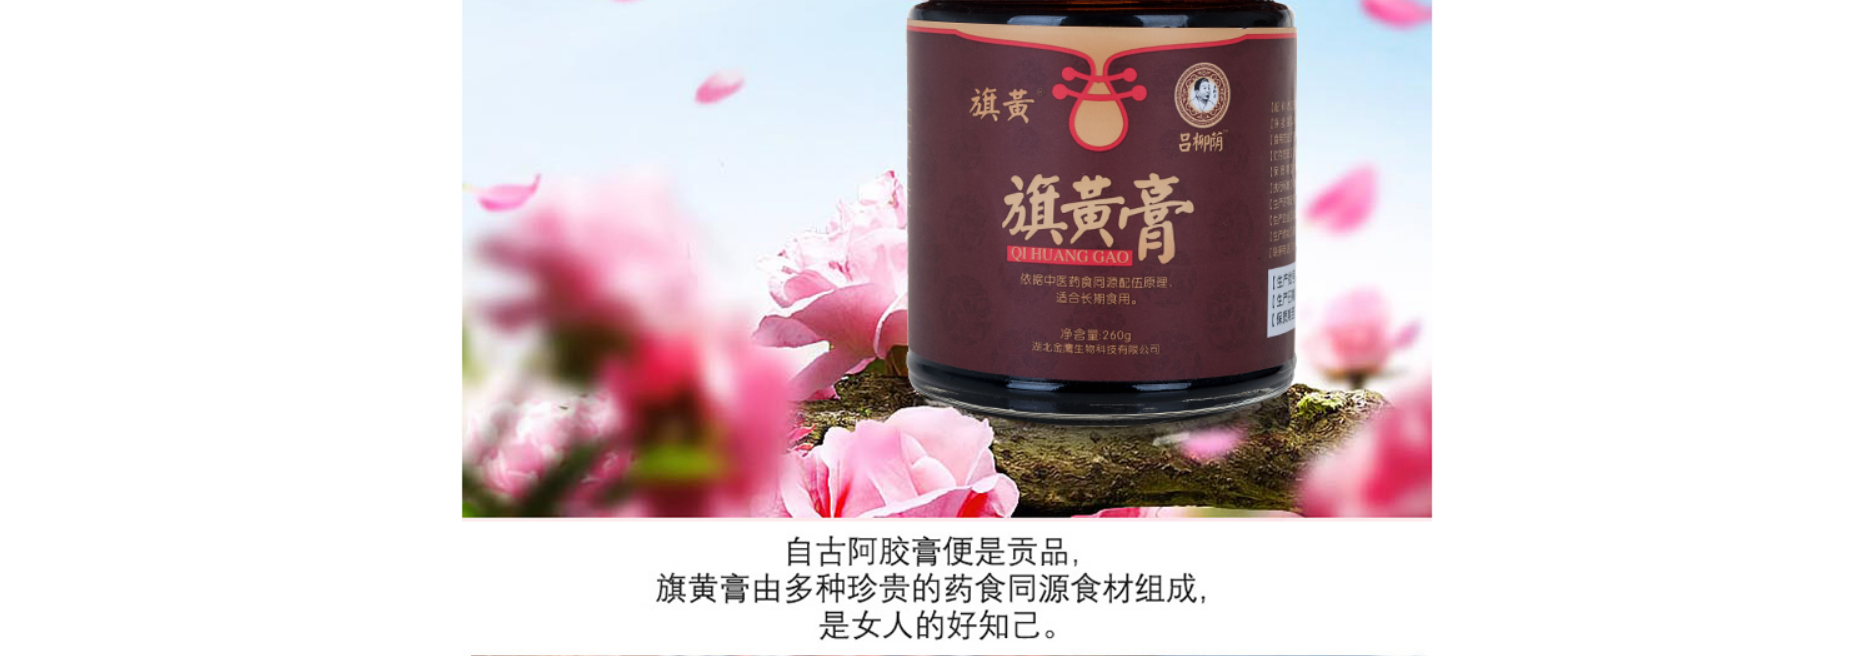 旗黄
吕柳荫
旗黄膏
QI HUANG GAO
依据中医药食同源配伍原理，
适合长期食用。
净含量:260g
湖北金鹰生物科技有限公司
自古阿胶膏便是贡品，
旗黄膏由多种珍贵的药食同源食材组成，
是女人的好知己。